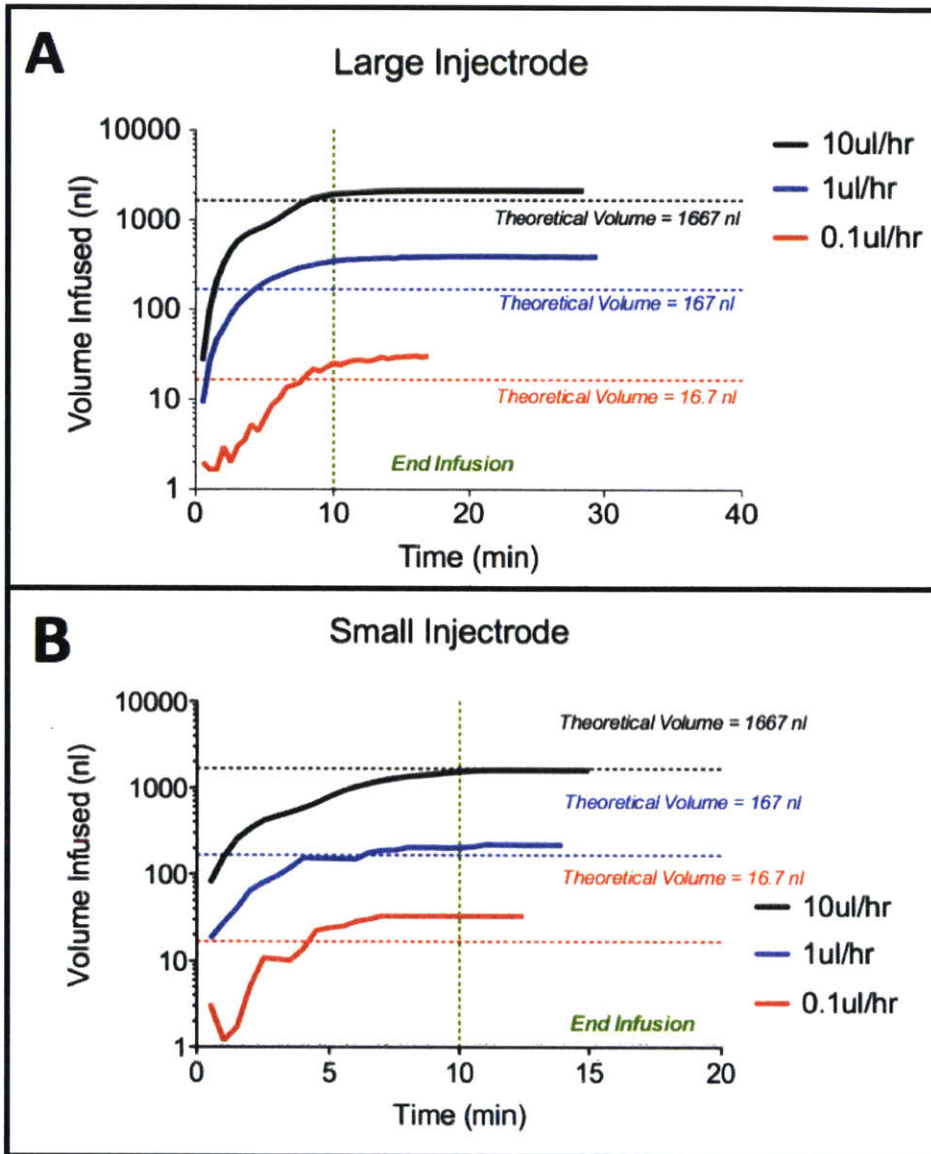 A
Large Injectrode
Volume Infused (nl)
10000
1000
100
10
1
10ul/hr
1ul/hr
0.1ul/hr
Theoretical Volume = 1667 nl
Theoretical Volume = 167 nl
Theoretical Volume = 16.7 nl
End Infusion
0 10 20 30 40
Time (min)
B
Small Injectrode
Volume Infused (nl)
10000
1000
100
10
1
Theoretical Volume = 1667 nl
Theoretical Volume = 167 nl
Theoretical Volume = 16.7 nl
10ul/hr
1ul/hr
0.1ul/hr
End Infusion
0 5 10 15 20
Time (min)